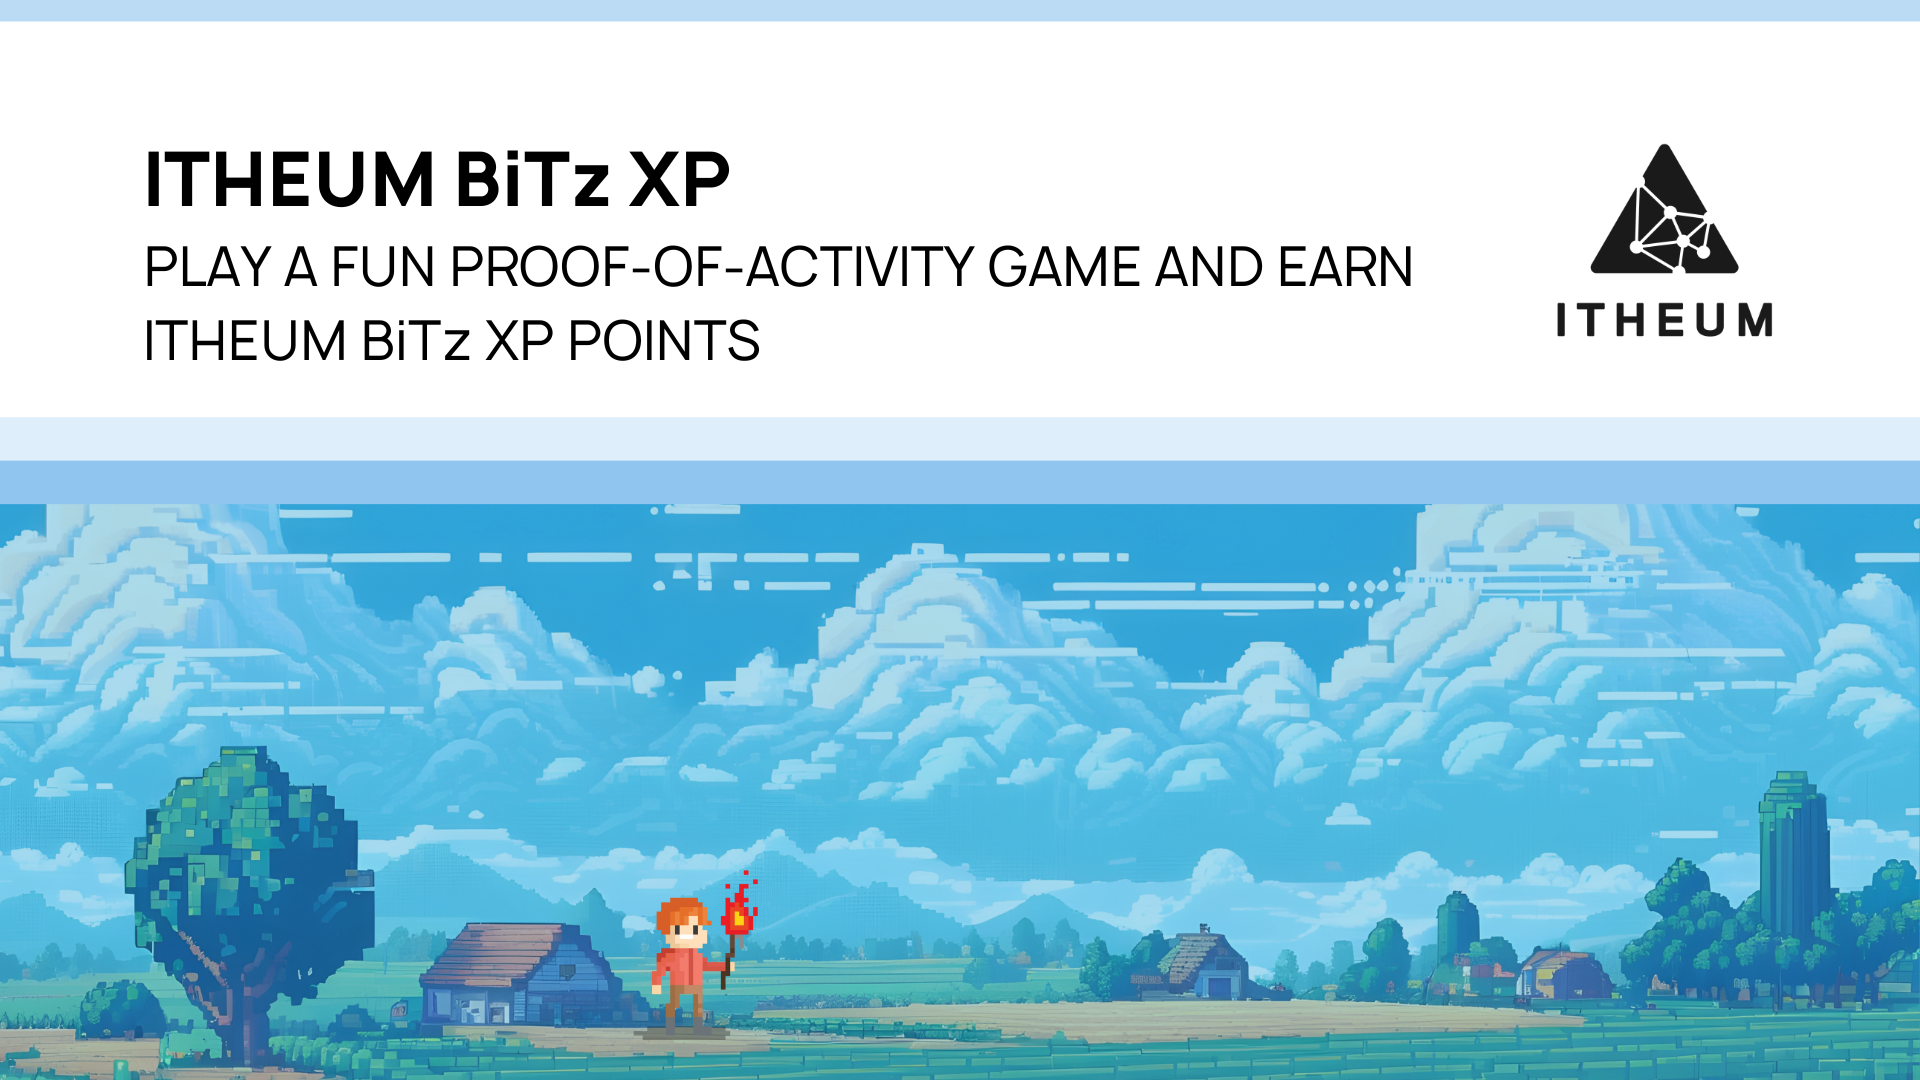 ITHEUM BiTz XP
PLAY A FUN PROOF-OF-ACTIVITY GAME AND EARN
ITHEUM BiTz XP POINTS
ITHEUM